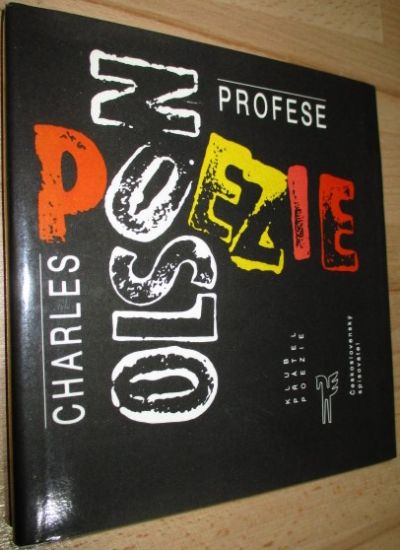 CHARLES
OLSON
PROFESE
POEZIE
KLUB
PŘÁTEL
POEZIE
Československý
spisovatel